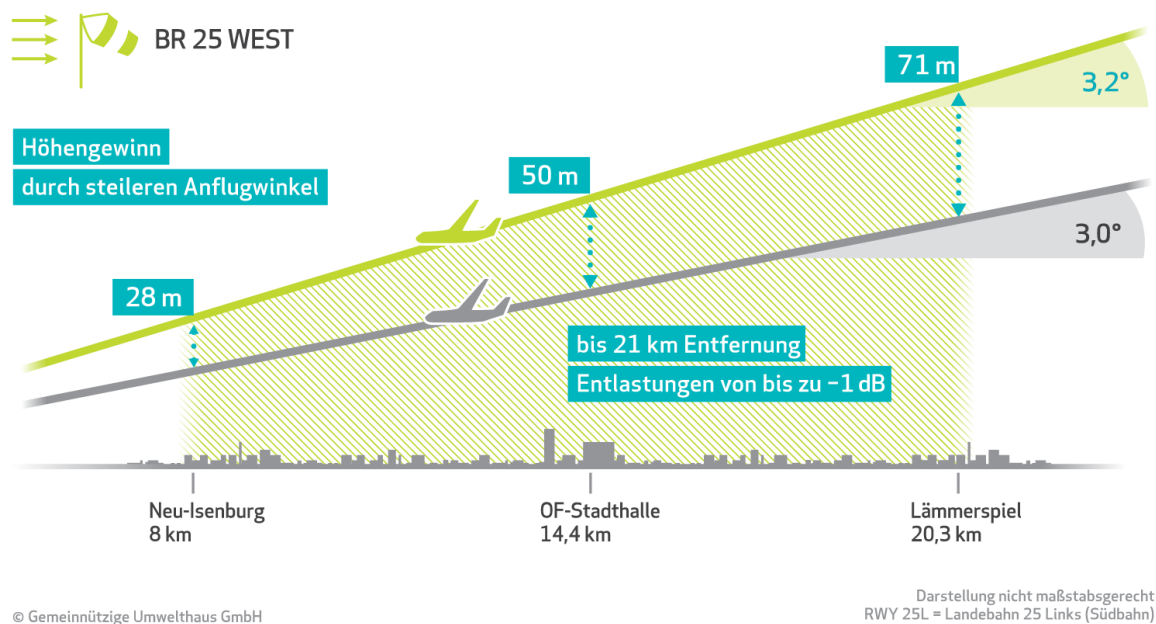 BR 25 WEST
71 m
3,2°
Höhengewinn
durch steileren Anflugwinkel
50 m
3,0°
28 m
bis 21 km Entfernung
Entlastungen von bis zu −1 dB
Neu-Isenburg
8 km
OF-Stadthalle
14,4 km
Lämmerspiel
20,3 km
Darstellung nicht maßstabsgerecht
© Gemeinnützige Umwelthaus GmbH
RWY 25L = Landebahn 25 Links (Südbahn)